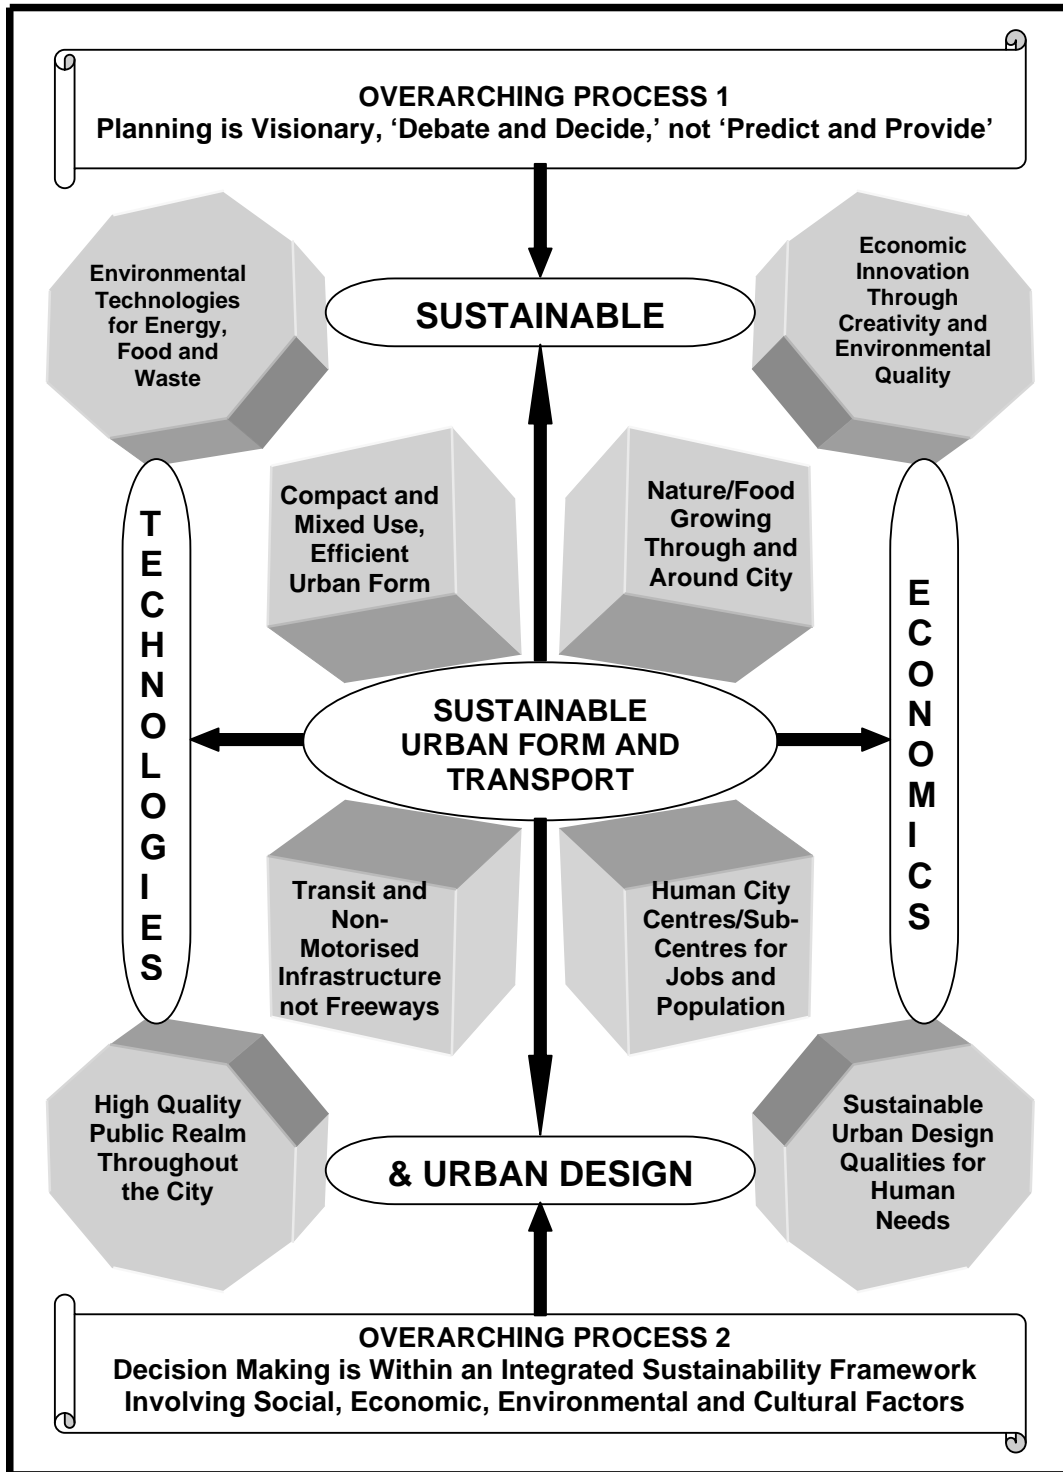 OVERARCHING PROCESS 1
Planning is Visionary, ‘Debate and Decide,’ not ‘Predict and Provide’
Environmental
Technologies
for Energy,
Food and
Waste
SUSTAINABLE
Economic
Innovation
Through
Creativity and
Environmental
Quality
Compact and
Mixed Use,
Efficient
Urban Form
Nature/Food
Growing
Through and
Around City
TECHNOLOGIES
SUSTAINABLE
URBAN FORM AND
TRANSPORT
ECONOMICS
Transit and
Non-
Motorised
Infrastructure
not Freeways
Human City
Centres/Sub-
Centres for
Jobs and
Population
High Quality
Public Realm
Throughout
the City
& URBAN DESIGN
Sustainable
Urban Design
Qualities for
Human
Needs
OVERARCHING PROCESS 2
Decision Making is Within an Integrated Sustainability Framework
Involving Social, Economic, Environmental and Cultural Factors